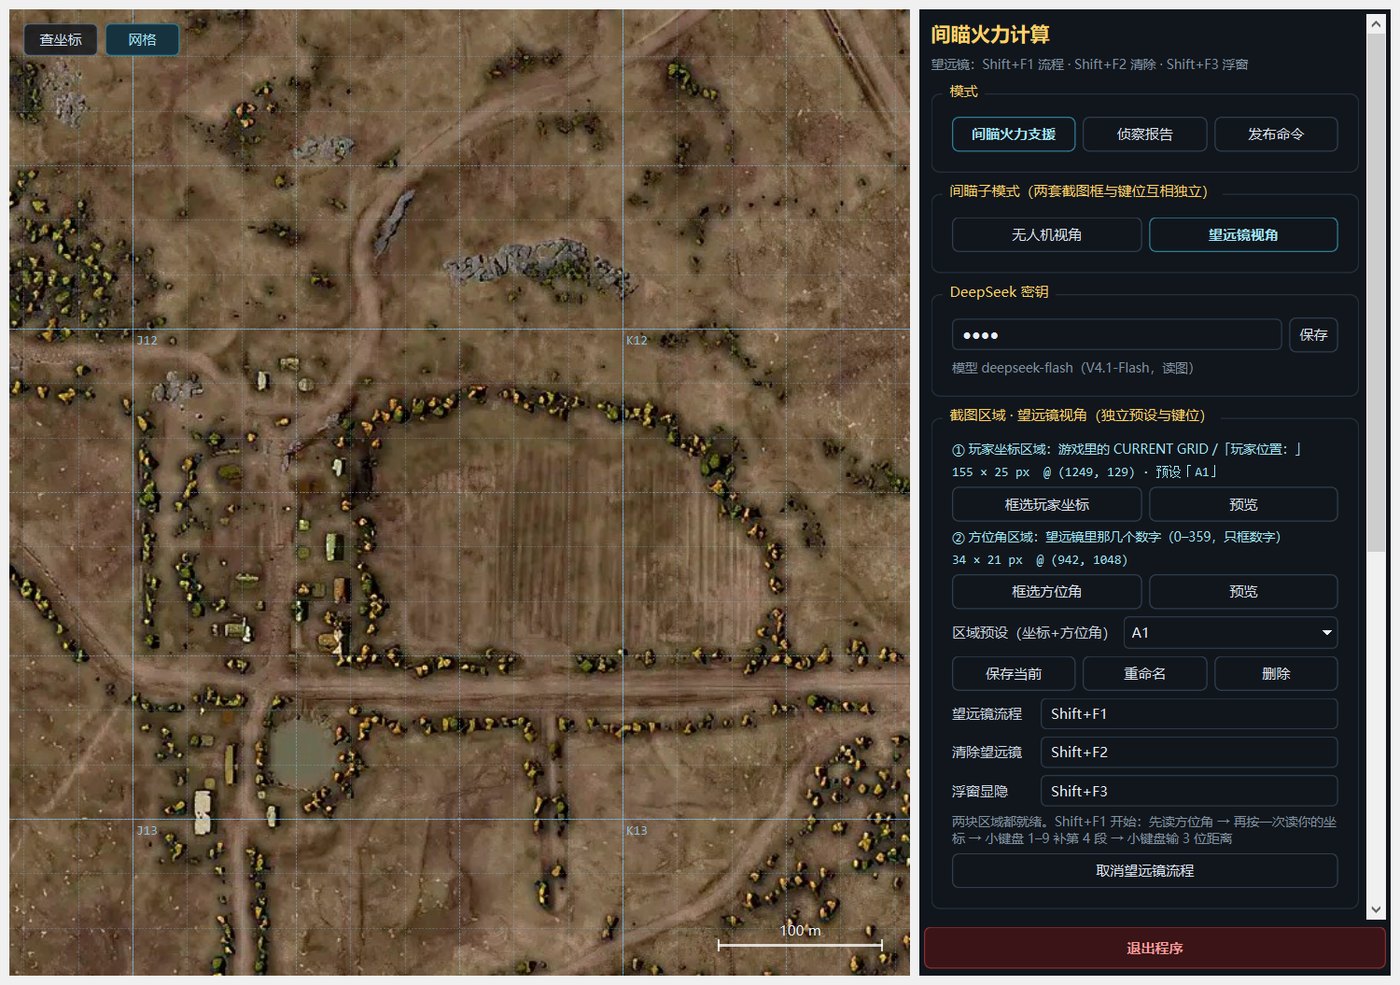 查坐标
网格
J12
K12
J13
K13
100 m
间瞄火力计算
望远镜：Shift+F1 流程 · Shift+F2 清除 · Shift+F3 浮窗
模式
间瞄火力支援
侦察报告
发布命令
间瞄子模式（两套截图框与键位互相独立）
无人机视角
望远镜视角
DeepSeek 密钥
●●●●
保存
模型 deepseek-flash（V4.1-Flash，读图）
截图区域 · 望远镜视角（独立预设与键位）
① 玩家坐标区域：游戏里的 CURRENT GRID /「玩家位置：」
155 × 25 px @ (1249, 129) · 预设「A1」
框选玩家坐标
预览
② 方位角区域：望远镜里那几个数字（0–359，只框数字）
34 × 21 px @ (942, 1048)
框选方位角
预览
区域预设（坐标+方位角）
A1
保存当前
重命名
删除
望远镜流程
Shift+F1
清除望远镜
Shift+F2
浮窗显隐
Shift+F3
两块区域都就绪。Shift+F1 开始：先读方位角 → 再按一次读你的坐
标 → 小键盘 1–9 补第 4 段 → 小键盘输 3 位距离
取消望远镜流程
退出程序